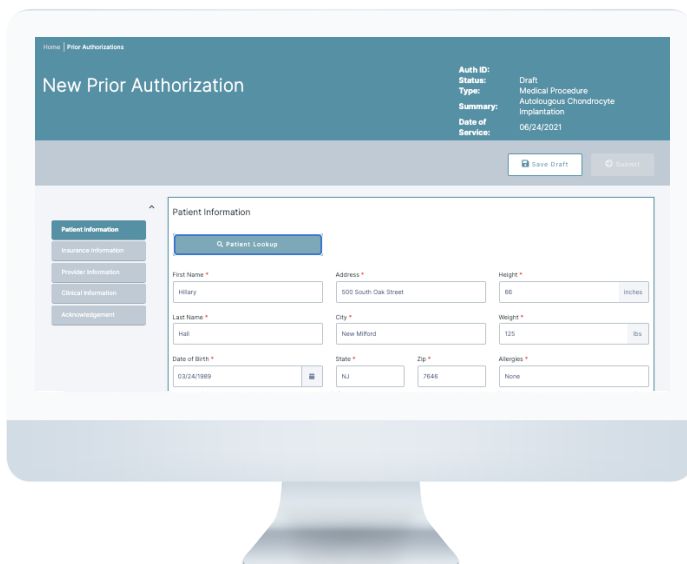 Home | Prior Authorizations
New Prior Authorization
Auth ID:
Status: Draft
Type: Medical Procedure
Summary: Autolougous Chondrocyte
Implantation
Date of
Service: 06/24/2021
Save Draft Submit
Patient Information
Insurance Information
Provider Information
Clinical Information
Acknowledgement
Patient Information
Patient Lookup
First Name * Address * Height *
Hillary 500 South Oak Street 66 inches
Last Name * City * Weight *
Hall New Milford 125 lbs
Date of Birth * State * Zip * Allergies *
03/24/1989 NJ 7646 None